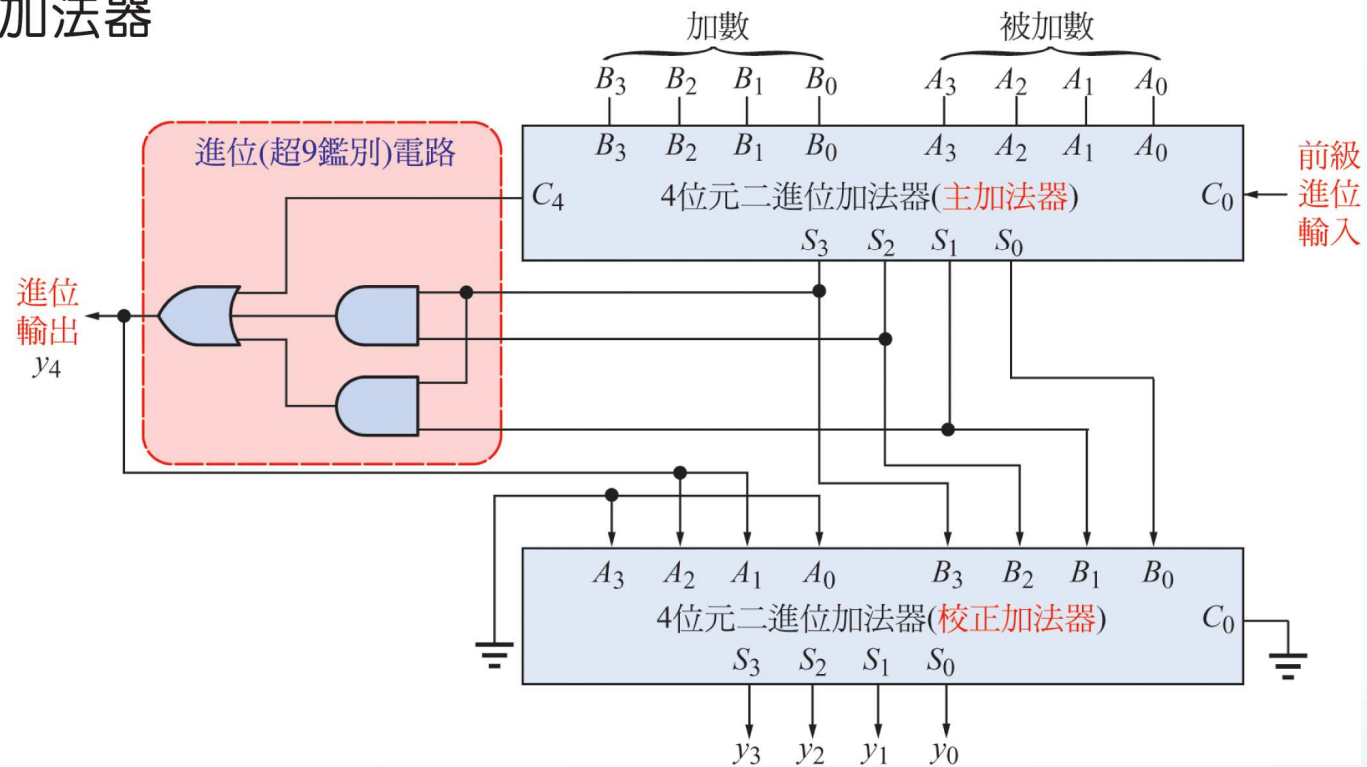 加法器
加數 被加數
B3 B2 B1 B0 A3 A2 A1 A0
進位(超9鑑別)電路
B3 B2 B1 B0 A3 A2 A1 A0
C4 4位元二進位加法器(主加法器) C0
前級
進位
輸入
S3 S2 S1 S0
進位
輸出
y4
A3 A2 A1 A0 B3 B2 B1 B0
4位元二進位加法器(校正加法器) C0
S3 S2 S1 S0
y3 y2 y1 y0